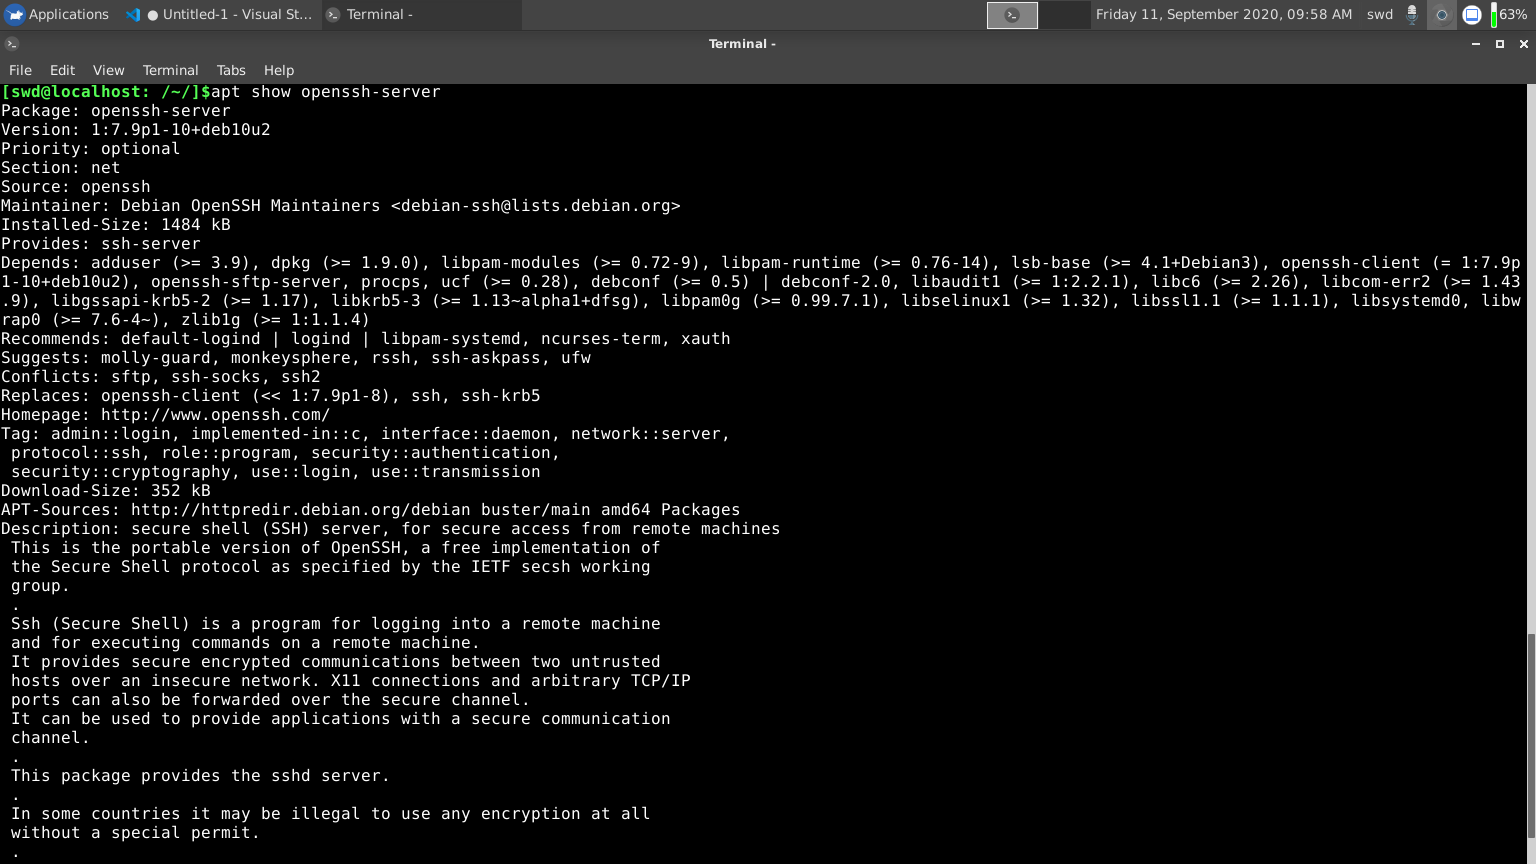 Applications
● Untitled-1 - Visual St...
Terminal -
Friday 11, September 2020, 09:58 AM
swd
63%
Terminal -
File Edit View Terminal Tabs Help
[swd@localhost: /~/]$apt show openssh-server
Package: openssh-server
Version: 1:7.9p1-10+deb10u2
Priority: optional
Section: net
Source: openssh
Maintainer: Debian OpenSSH Maintainers <debian-ssh@lists.debian.org>
Installed-Size: 1484 kB
Provides: ssh-server
Depends: adduser (>= 3.9), dpkg (>= 1.9.0), libpam-modules (>= 0.72-9), libpam-runtime (>= 0.76-14), lsb-base (>= 4.1+Debian3), openssh-client (= 1:7.9p
1-10+deb10u2), openssh-sftp-server, procps, ucf (>= 0.28), debconf (>= 0.5) | debconf-2.0, libaudit1 (>= 1:2.2.1), libc6 (>= 2.26), libcom-err2 (>= 1.43
.9), libgssapi-krb5-2 (>= 1.17), libkrb5-3 (>= 1.13~alpha1+dfsg), libpam0g (>= 0.99.7.1), libselinux1 (>= 1.32), libssl1.1 (>= 1.1.1), libsystemd0, libw
rap0 (>= 7.6-4~), zlib1g (>= 1:1.1.4)
Recommends: default-logind | logind | libpam-systemd, ncurses-term, xauth
Suggests: molly-guard, monkeysphere, rssh, ssh-askpass, ufw
Conflicts: sftp, ssh-socks, ssh2
Replaces: openssh-client (<< 1:7.9p1-8), ssh, ssh-krb5
Homepage: http://www.openssh.com/
Tag: admin::login, implemented-in::c, interface::daemon, network::server,
 protocol::ssh, role::program, security::authentication,
 security::cryptography, use::login, use::transmission
Download-Size: 352 kB
APT-Sources: http://httpredir.debian.org/debian buster/main amd64 Packages
Description: secure shell (SSH) server, for secure access from remote machines
 This is the portable version of OpenSSH, a free implementation of
 the Secure Shell protocol as specified by the IETF secsh working
 group.
 .
 Ssh (Secure Shell) is a program for logging into a remote machine
 and for executing commands on a remote machine.
 It provides secure encrypted communications between two untrusted
 hosts over an insecure network. X11 connections and arbitrary TCP/IP
 ports can also be forwarded over the secure channel.
 It can be used to provide applications with a secure communication
 channel.
 .
 This package provides the sshd server.
 .
 In some countries it may be illegal to use any encryption at all
 without a special permit.
 .